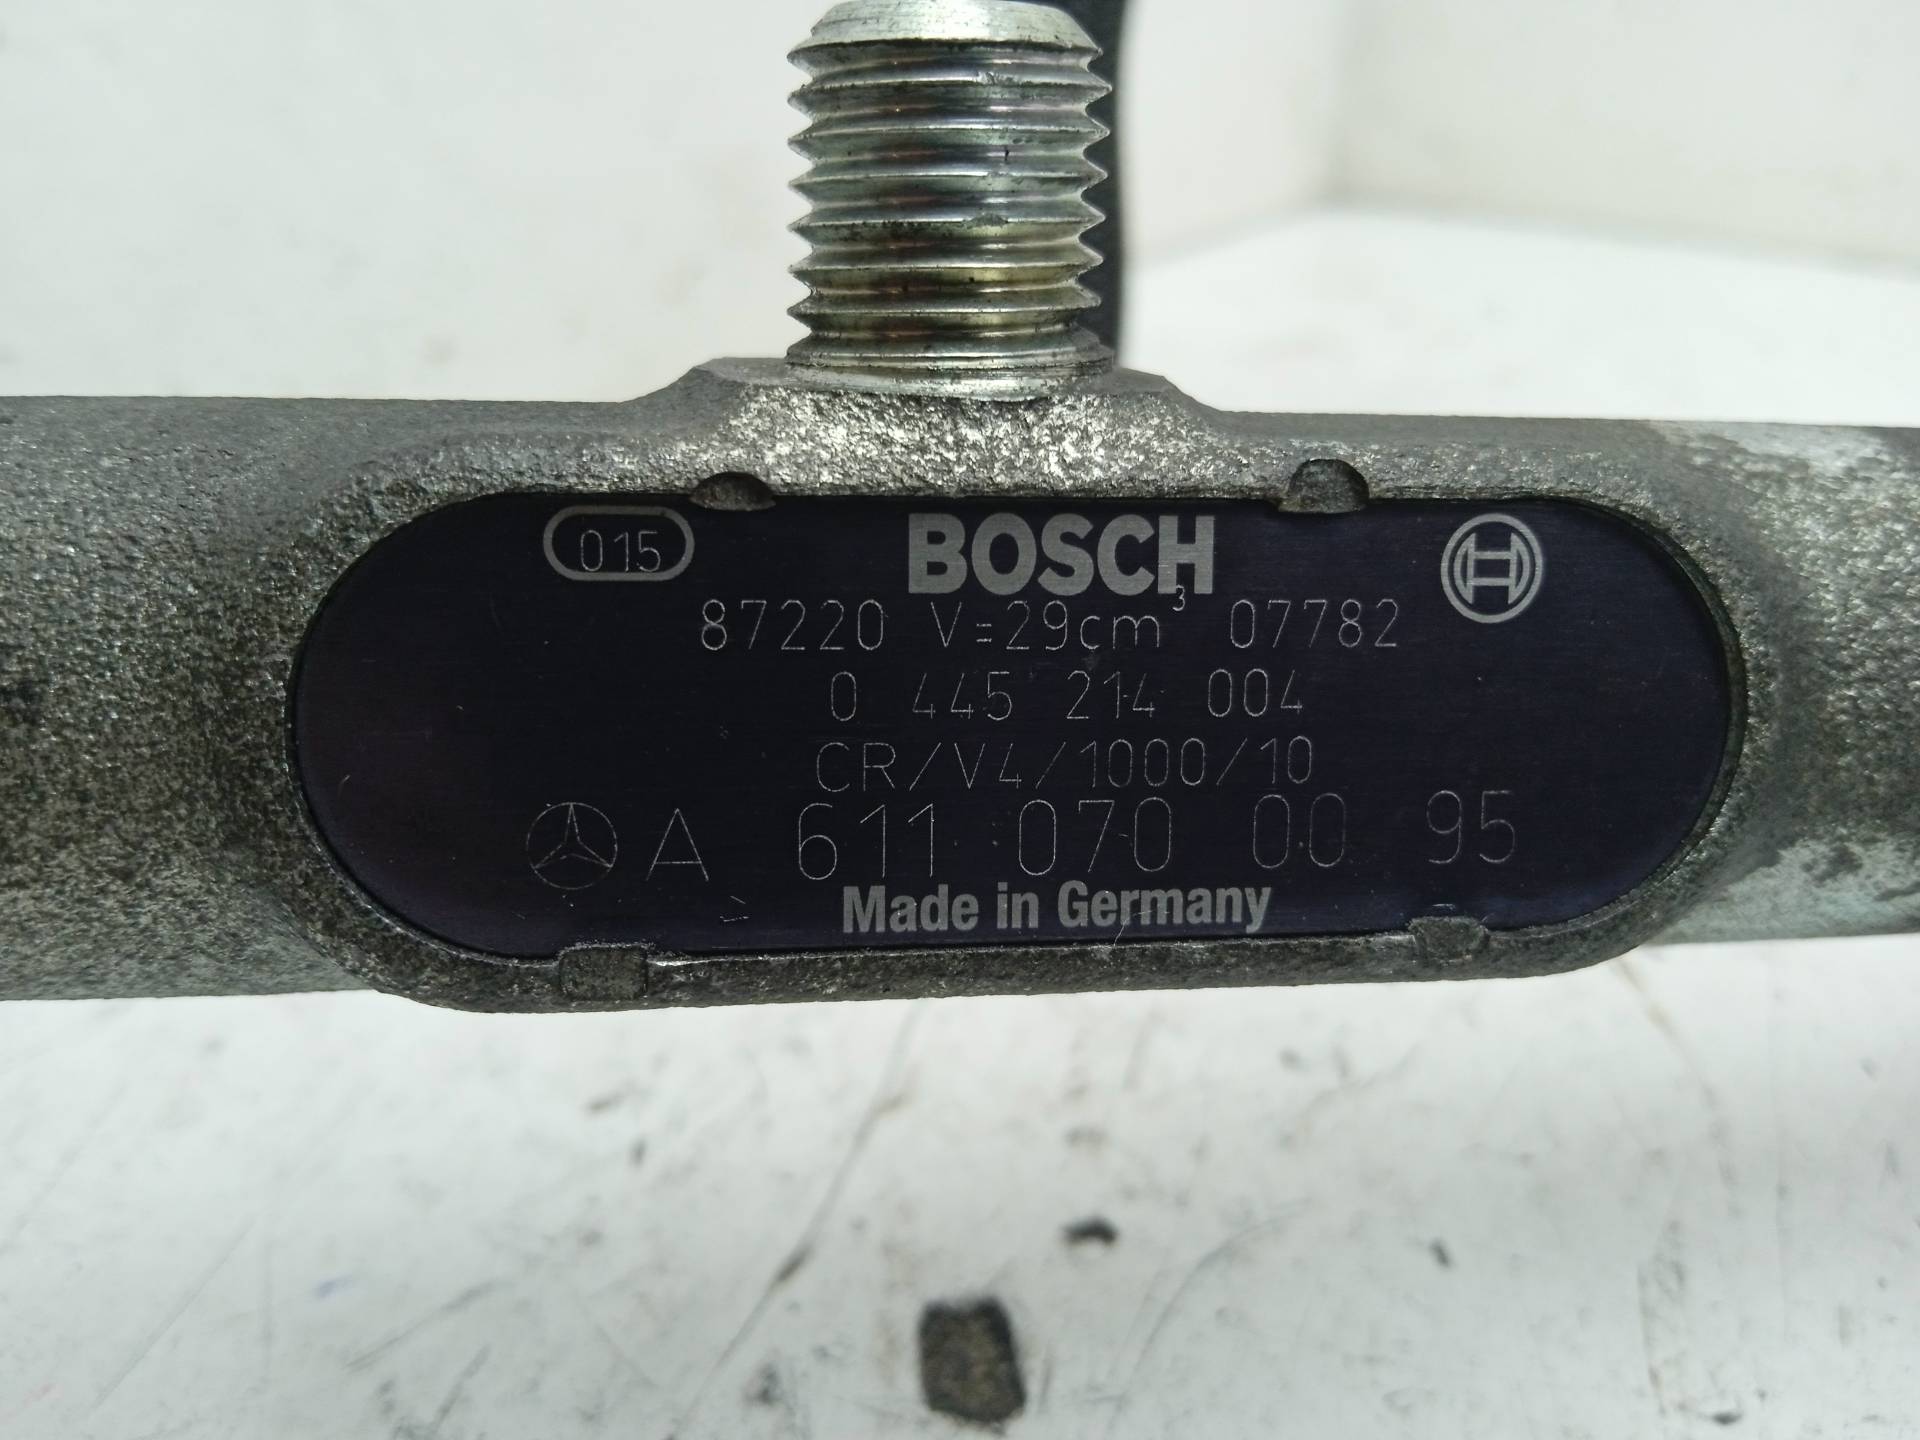 015 BOSCH
87220 V=29cm³ 07782
0 445 214 004
CR/V4/1000/10
A 611 070 00 95
Made in Germany